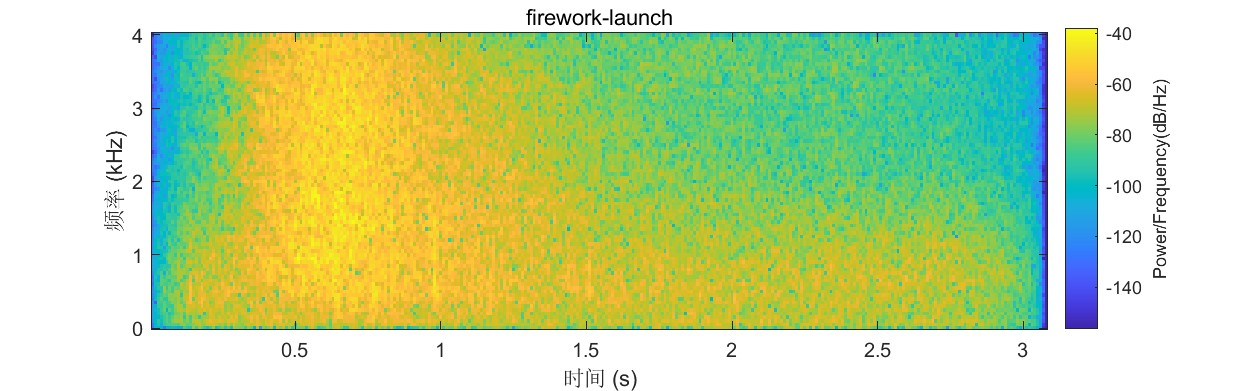 firework-launch
4
3
2
1
0
频率 (kHz)
0.5 1 1.5 2 2.5 3
时间 (s)
-40
-60
-80
-100
-120
-140
Power/Frequency(dB/Hz)